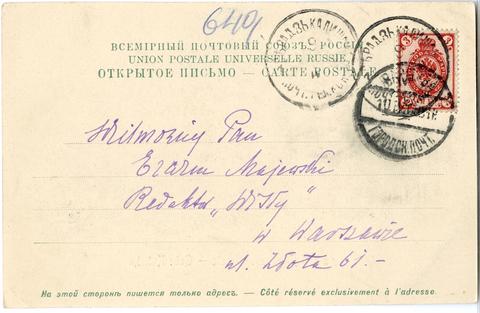 649
ВСЕМІРНЫЙ ПОЧТОВЫЙ СОЮЗЪ. РОССІЯ.
UNION POSTALE UNIVERSELLE RUSSIE.
ОТКРЫТОЕ ПИСЬМО — CARTE POSTALE
Wielmożny Pan
Erazm Majewski
Redaktor „Wisły”
w Warszawie
ul. Złota 61.-
На этой сторонѣ пишется только адресъ. — Côté réservé exclusivement à l'adresse.